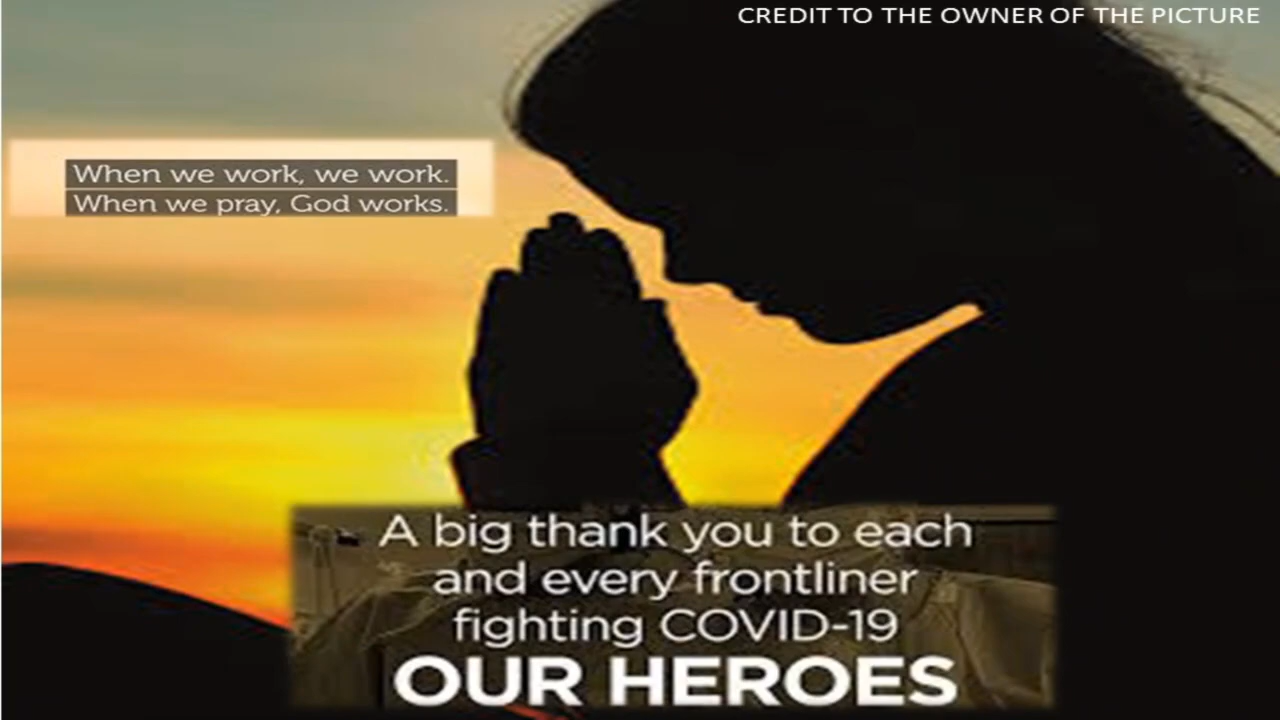 CREDIT TO THE OWNER OF THE PICTURE
When we work, we work.
When we pray, God works.
A big thank you to each
and every frontliner
fighting COVID-19
OUR HEROES